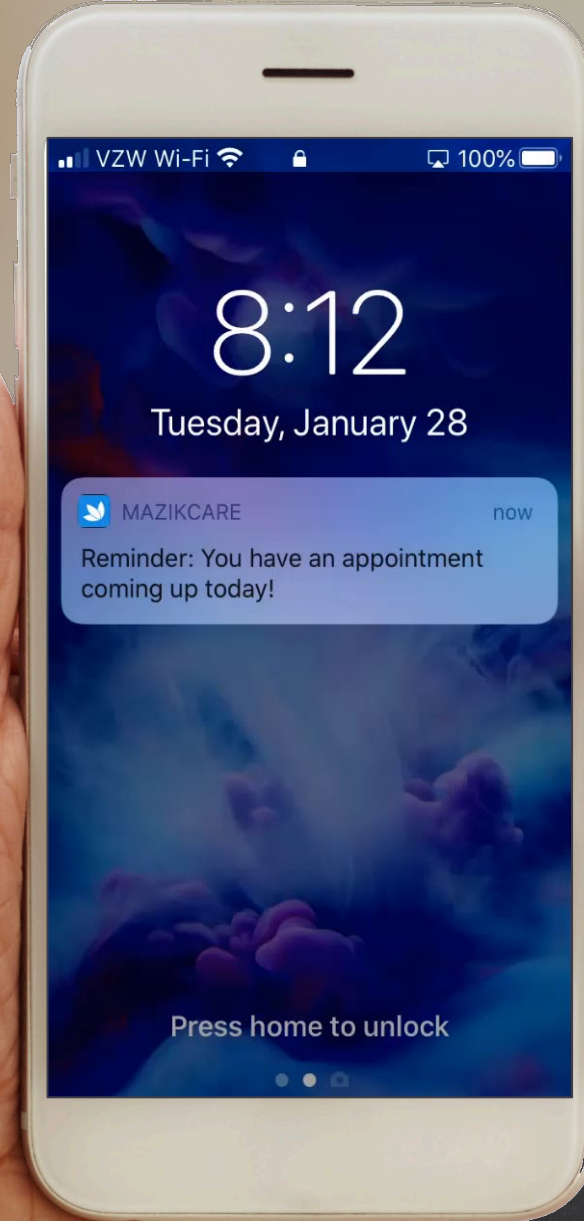 VZW Wi-Fi 100%
8:12
Tuesday, January 28
MAZIKCARE now
Reminder: You have an appointment
coming up today!
Press home to unlock